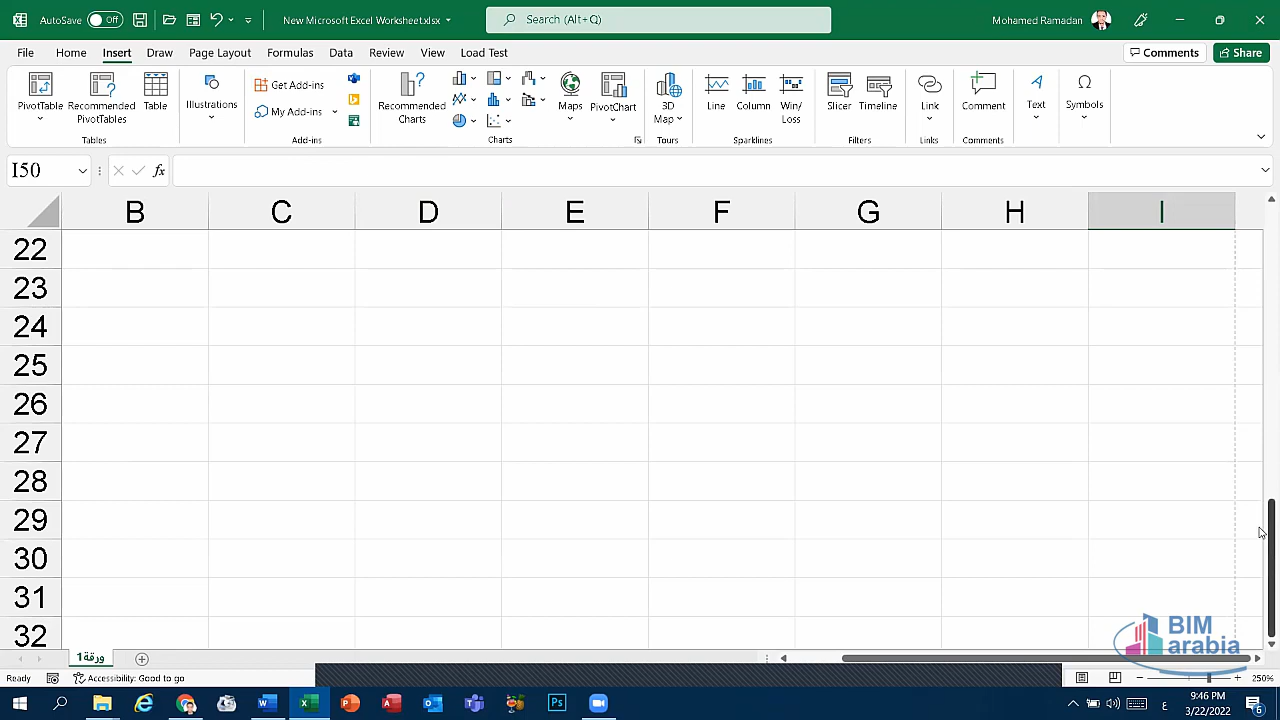 AutoSave Off New Microsoft Excel Worksheet.xlsx Search (Alt+Q) Mohamed Ramadan
File Home Insert Draw Page Layout Formulas Data Review View Load Test Comments Share
PivotTable Recommended PivotTables Table Illustrations Get Add-ins My Add-ins Recommended Charts Maps PivotChart 3D Map Line Column Win/Loss Slicer Timeline Link Comment Text Symbols
Tables Add-ins Charts Tours Sparklines Filters Links Comments
I50 fx
B C D E F G H I
22
23
24
25
26
27
28
29
30
31
32
BIM
arabia
ورقة1
Ready Accessibility: Good to go 250%
9:46 PM
ع
3/22/2022
6